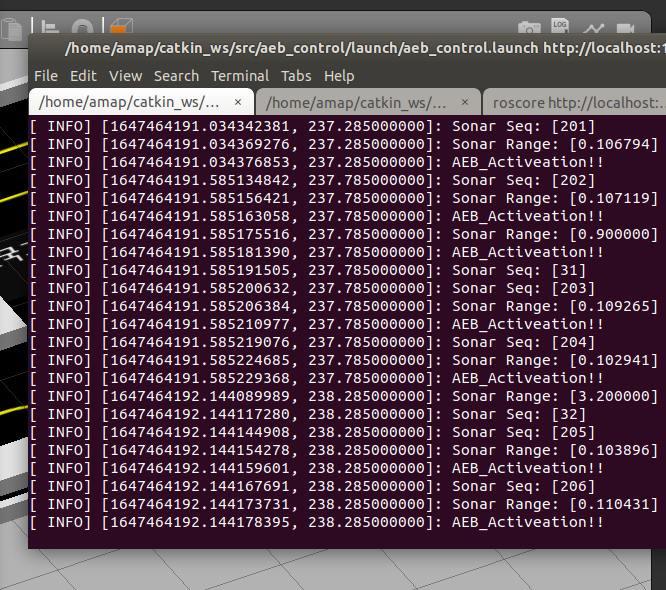 LOG
/home/amap/catkin_ws/src/aeb_control/launch/aeb_control.launch http://localhost:1
File Edit View Search Terminal Tabs Help
/home/amap/catkin_ws/... × /home/amap/catkin_ws/... × roscore http://localhost:...
[ INFO] [1647464191.034342381, 237.285000000]: Sonar Seq: [201]
[ INFO] [1647464191.034369276, 237.285000000]: Sonar Range: [0.106794]
[ INFO] [1647464191.034376853, 237.285000000]: AEB_Activeation!!
[ INFO] [1647464191.585134842, 237.785000000]: Sonar Seq: [202]
[ INFO] [1647464191.585156421, 237.785000000]: Sonar Range: [0.107119]
[ INFO] [1647464191.585163058, 237.785000000]: AEB_Activeation!!
[ INFO] [1647464191.585175516, 237.785000000]: Sonar Range: [0.900000]
[ INFO] [1647464191.585181390, 237.785000000]: AEB_Activeation!!
[ INFO] [1647464191.585191505, 237.785000000]: Sonar Seq: [31]
[ INFO] [1647464191.585200632, 237.785000000]: Sonar Seq: [203]
[ INFO] [1647464191.585206384, 237.785000000]: Sonar Range: [0.109265]
[ INFO] [1647464191.585210977, 237.785000000]: AEB_Activeation!!
[ INFO] [1647464191.585219076, 237.785000000]: Sonar Seq: [204]
[ INFO] [1647464191.585224685, 237.785000000]: Sonar Range: [0.102941]
[ INFO] [1647464191.585229368, 237.785000000]: AEB_Activeation!!
[ INFO] [1647464192.144089989, 238.285000000]: Sonar Range: [3.200000]
[ INFO] [1647464192.144117280, 238.285000000]: Sonar Seq: [32]
[ INFO] [1647464192.144144908, 238.285000000]: Sonar Seq: [205]
[ INFO] [1647464192.144154278, 238.285000000]: Sonar Range: [0.103896]
[ INFO] [1647464192.144159601, 238.285000000]: AEB_Activeation!!
[ INFO] [1647464192.144167691, 238.285000000]: Sonar Seq: [206]
[ INFO] [1647464192.144173731, 238.285000000]: Sonar Range: [0.110431]
[ INFO] [1647464192.144178395, 238.285000000]: AEB_Activeation!!